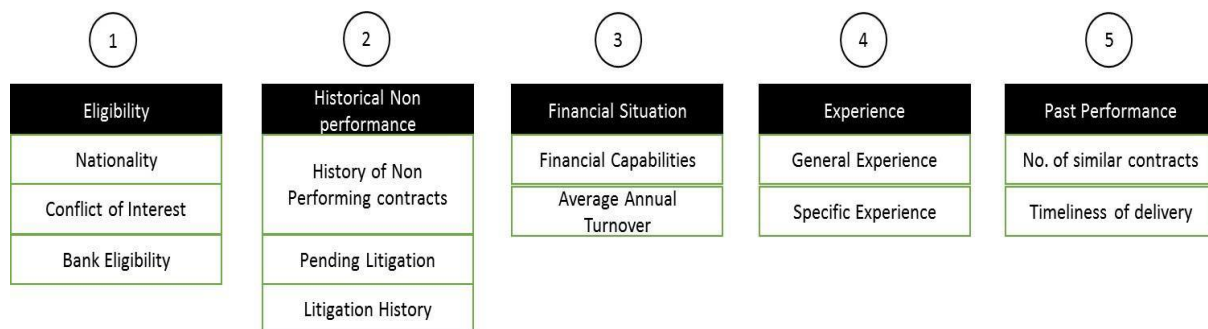 1
2
3
4
5
Eligibility
Nationality
Conflict of Interest
Bank Eligibility
Historical Non
performance
History of Non
Performing contracts
Pending Litigation
Litigation History
Financial Situation
Financial Capabilities
Average Annual
Turnover
Experience
General Experience
Specific Experience
Past Performance
No. of similar contracts
Timeliness of delivery